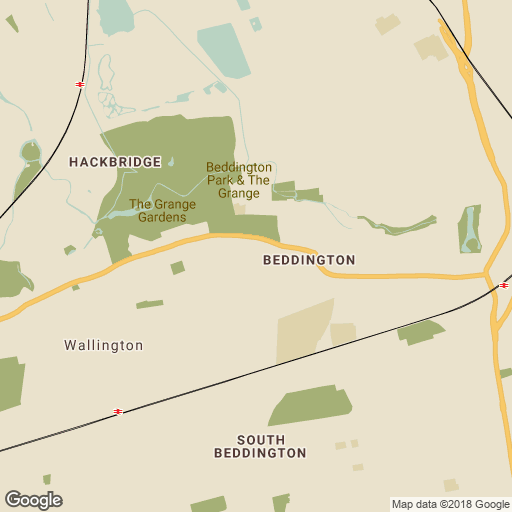 HACKBRIDGE
Beddington
Park & The
Grange
The Grange
Gardens
BEDDINGTON
Wallington
SOUTH
BEDDINGTON
Google
Map data ©2018 Google